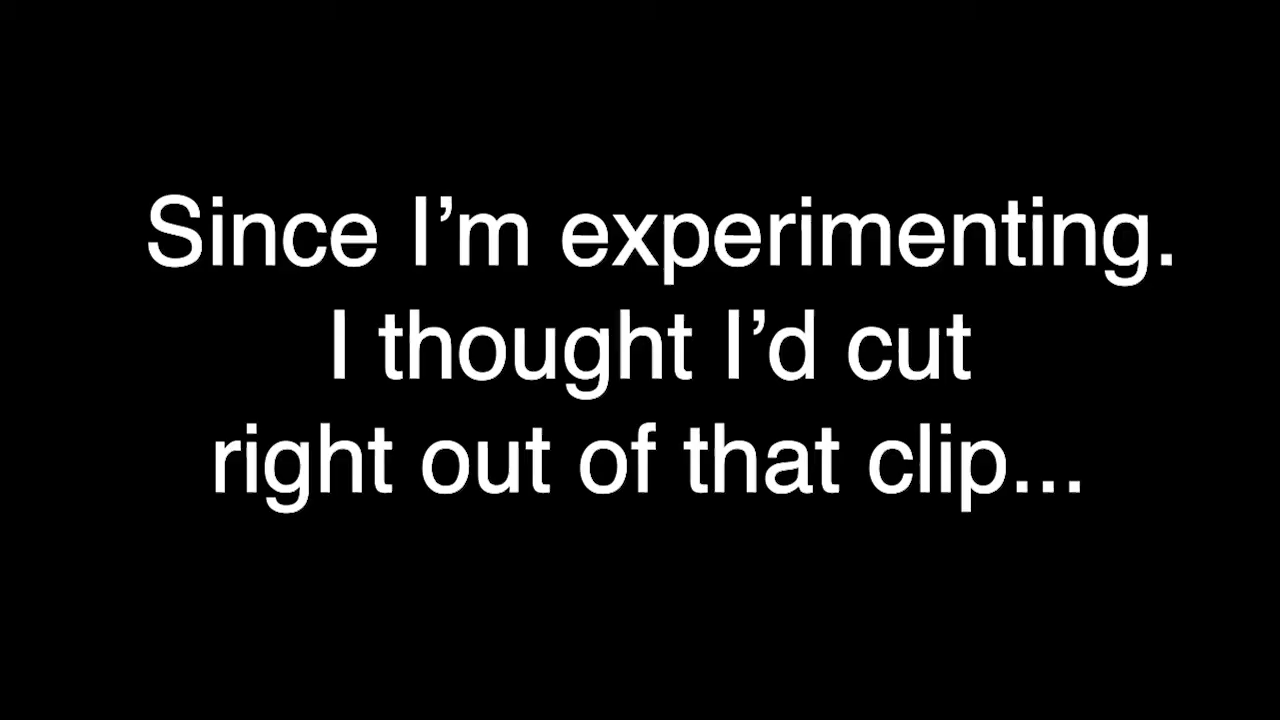 Since I’m experimenting.
I thought I’d cut
right out of that clip...